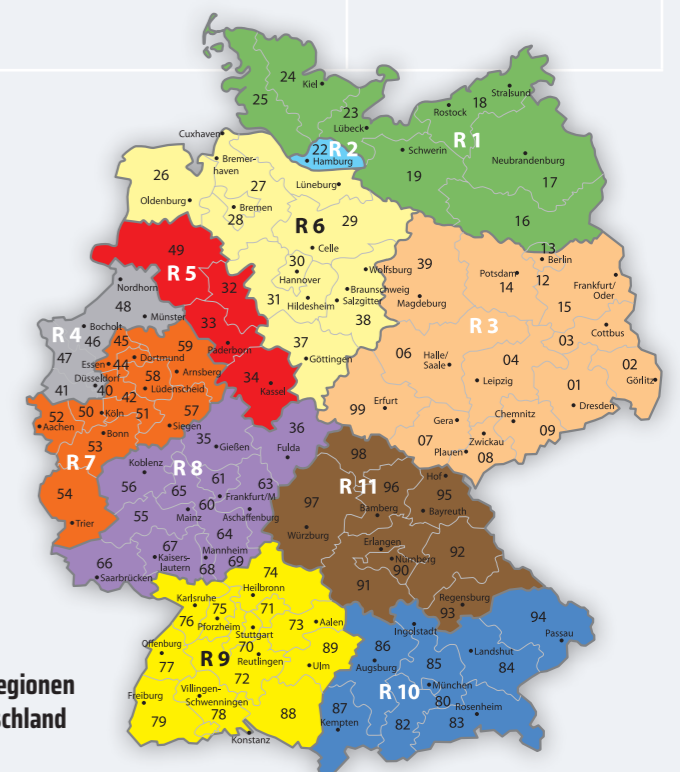 24
Kiel
25
23
Lübeck
Stralsund
18
Rostock
R 1
Cuxhaven
22
R 2
Hamburg
Schwerin
Neubrandenburg
19
17
16
26
Bremer-
haven
27
Lüneburg
Oldenburg
Bremen
28
R 6
29
Celle
49
R 5
30
Hannover
Wolfsburg
39
13
Berlin
Potsdam
14
12
Frankfurt/
Oder
Nordhorn
32
31
Hildesheim
Braunschweig
Salzgitter
Magdeburg
15
48
Münster
33
38
R 3
Cottbus
R 4
Bocholt
46
45
59
Paderborn
37
Göttingen
03
47
Essen
44
Dortmund
06
Halle/
Saale
04
02
Görlitz
Düsseldorf
58
Arnsberg
34
Kassel
Leipzig
01
41
40
42
Lüdenscheid
99
Erfurt
Dresden
52
50
Köln
51
57
Gera
Chemnitz
09
Aachen
Bonn
Siegen
36
07
Zwickau
53
35
Gießen
Fulda
98
Plauen
08
R 7
Koblenz
R 8
Hof
54
56
61
63
R 11
96
95
65
60
Frankfurt/M
97
Bamberg
Bayreuth
Trier
55
Mainz
Aschaffenburg
Würzburg
64
Erlangen
92
66
67
Kaisers-
lautern
Mannheim
68
69
Nürnberg
90
Saarbrücken
74
91
Heilbronn
Regensburg
93
94
Karlsruhe
75
71
76
Pforzheim
73
Aalen
Ingolstadt
Passau
Stuttgart
86
Offenburg
70
89
Landshut
77
R 9
Reutlingen
Ulm
Augsburg
85
84
72
R 10
München
egionen
Freiburg
Villingen-
Schwenningen
87
80
Rosenheim
schland
79
78
88
Kempten
82
83
Konstanz